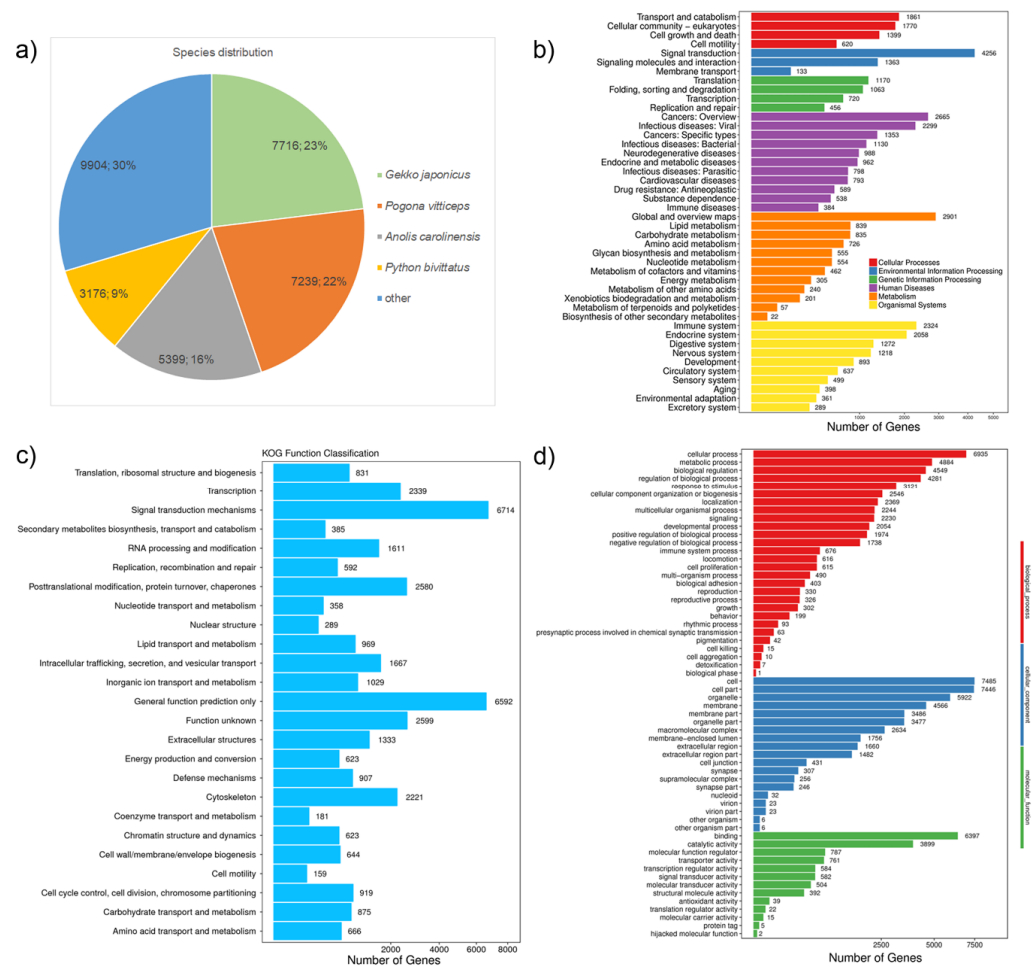 a)
Species distribution
9904; 30%
7716; 23%
7239; 22%
5399; 16%
3176; 9%
Gekko japonicus
Pogona vitticeps
Anolis carolinensis
Python bivittatus
other
b)
Transport and catabolism 1861
Cellular community − eukaryotes 1770
Cell growth and death 1399
Cell motility 620
Signal transduction 4256
Signaling molecules and interaction 1363
Membrane transport 133
Translation 1170
Folding, sorting and degradation 1063
Transcription 720
Replication and repair 456
Cancers: Overview 2665
Infectious diseases: Viral 2299
Cancers: Specific types 1353
Infectious diseases: Bacterial 1130
Neurodegenerative diseases 988
Endocrine and metabolic diseases 962
Infectious diseases: Parasitic 798
Cardiovascular diseases 793
Drug resistance: Antineoplastic 589
Substance dependence 538
Immune diseases 384
Global and overview maps 2901
Lipid metabolism 839
Carbohydrate metabolism 835
Amino acid metabolism 726
Glycan biosynthesis and metabolism 555
Nucleotide metabolism 554
Metabolism of cofactors and vitamins 462
Energy metabolism 305
Metabolism of other amino acids 240
Xenobiotics biodegradation and metabolism 201
Metabolism of terpenoids and polyketides 57
Biosynthesis of other secondary metabolites 22
Immune system 2324
Endocrine system 2058
Digestive system 1272
Nervous system 1218
Development 893
Circulatory system 637
Sensory system 499
Aging 398
Environmental adaptation 361
Excretory system 289
Cellular Processes
Environmental Information Processing
Genetic Information Processing
Human Diseases
Metabolism
Organismal Systems
1000 2000 3000 4000 5000
Number of Genes
c)
KOG Function Classification
Translation, ribosomal structure and biogenesis 831
Transcription 2339
Signal transduction mechanisms 6714
Secondary metabolites biosynthesis, transport and catabolism 385
RNA processing and modification 1611
Replication, recombination and repair 592
Posttranslational modification, protein turnover, chaperones 2580
Nucleotide transport and metabolism 358
Nuclear structure 289
Lipid transport and metabolism 969
Intracellular trafficking, secretion, and vesicular transport 1667
Inorganic ion transport and metabolism 1029
General function prediction only 6592
Function unknown 2599
Extracellular structures 1333
Energy production and conversion 623
Defense mechanisms 907
Cytoskeleton 2221
Coenzyme transport and metabolism 181
Chromatin structure and dynamics 623
Cell wall/membrane/envelope biogenesis 644
Cell motility 159
Cell cycle control, cell division, chromosome partitioning 919
Carbohydrate transport and metabolism 875
Amino acid transport and metabolism 666
2000 4000 6000 8000
Number of Genes
d)
cellular process 6935
metabolic process 4884
biological regulation 4549
regulation of biological process 4281
response to stimulus 3121
cellular component organization or biogenesis 2546
localization 2369
multicellular organismal process 2244
signaling 2230
developmental process 2054
positive regulation of biological process 1974
negative regulation of biological process 1738
immune system process 676
locomotion 616
cell proliferation 615
multi−organism process 490
biological adhesion 403
reproduction 330
reproductive process 326
growth 302
behavior 199
rhythmic process 93
presynaptic process involved in chemical synaptic transmission 63
pigmentation 42
cell killing 15
cell aggregation 10
detoxification 7
biological phase 1
cell 7485
cell part 7446
organelle 5922
membrane 4566
membrane part 3486
organelle part 3477
macromolecular complex 2634
membrane−enclosed lumen 1756
extracellular region 1660
extracellular region part 1482
cell junction 431
synapse 307
supramolecular complex 256
synapse part 246
nucleoid 32
virion 23
virion part 23
other organism 6
other organism part 6
binding 6397
catalytic activity 3899
molecular function regulator 787
transporter activity 761
transcription regulator activity 584
signal transducer activity 582
molecular transducer activity 504
structural molecule activity 392
antioxidant activity 39
translation regulator activity 22
molecular carrier activity 15
protein tag 5
hijacked molecular function 2
biological_process
cellular_component
molecular_function
2500 5000 7500
Number of Genes